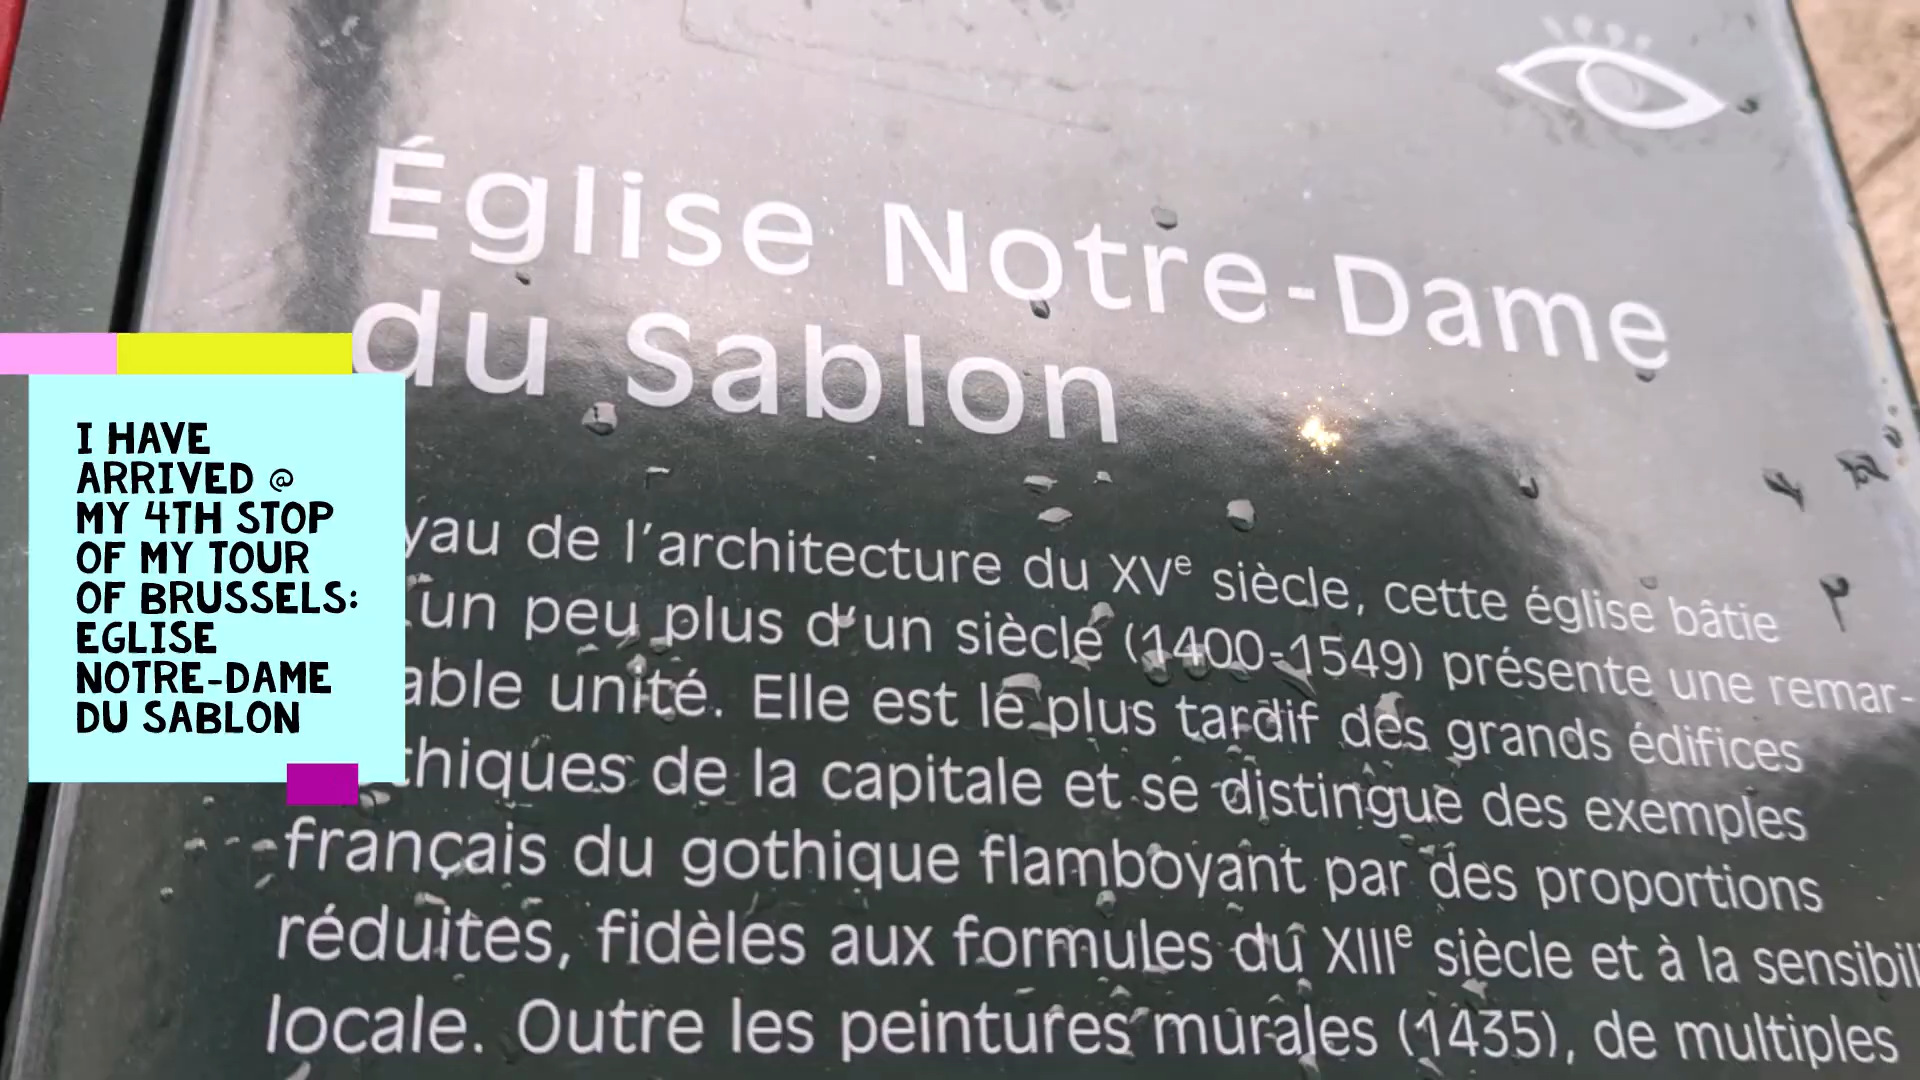 Église Notre-Dame
du Sablon
yau de l'architecture du XVe siècle, cette église bâtie
un peu plus d'un siècle (1400-1549) présente une remar-
able unité. Elle est le plus tardif des grands édifices
thiques de la capitale et se distingue des exemples
français du gothique flamboyant par des proportions
réduites, fidèles aux formules du XIIIe siècle et à la sensibili
locale. Outre les peintures murales (1435), de multiples
I HAVE
ARRIVED @
MY 4TH STOP
OF MY TOUR
OF BRUSSELS:
EGLISE
NOTRE-DAME
DU SABLON